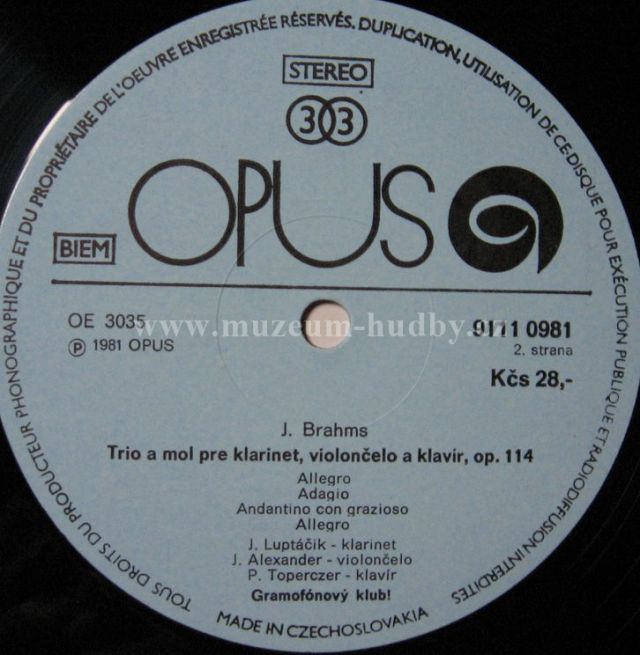 TOUS DROITS DU PRODUCTEUR PHONOGRAPHIQUE ET DU PROPRIÉTAIRE DE L'OEUVRE ENREGISTRÉE RÉSERVÉS. DUPLICATION, UTILISATION DE CE DISQUE POUR EXÉCUTION PUBLIQUE ET RADIODIFFUSION INTERDITES
STEREO
33
OPUS
BIEM
OE 3035
9111 0981
℗ 1981 OPUS
2. strana
Kčs 28,-
J. Brahms
Trio a mol pre klarinet, violončelo a klavír, op. 114
Allegro
Adagio
Andantino con grazioso
Allegro
J. Luptáčik - klarinet
J. Alexander - violončelo
P. Toperczer - klavír
Gramofónový klub!
MADE IN CZECHOSLOVAKIA
www.muzeum-hudby.cz